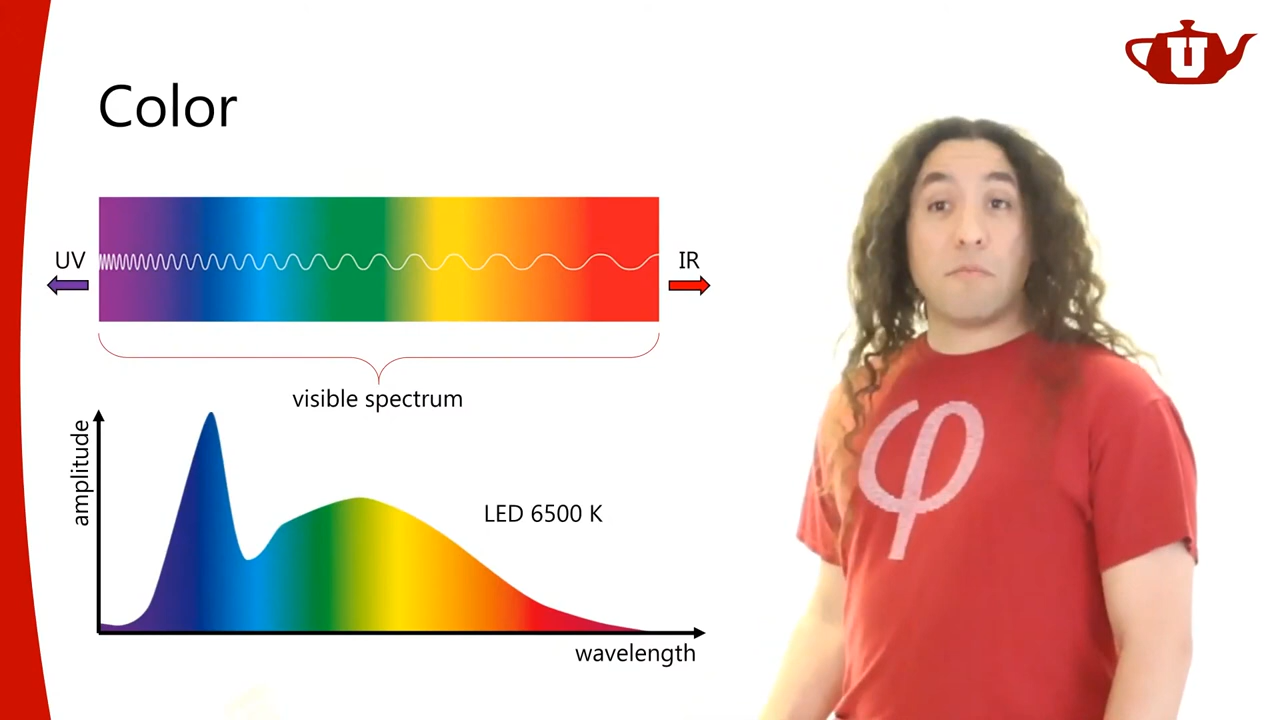 U
Color
UV
IR
visible spectrum
amplitude
LED 6500 K
wavelength
φ